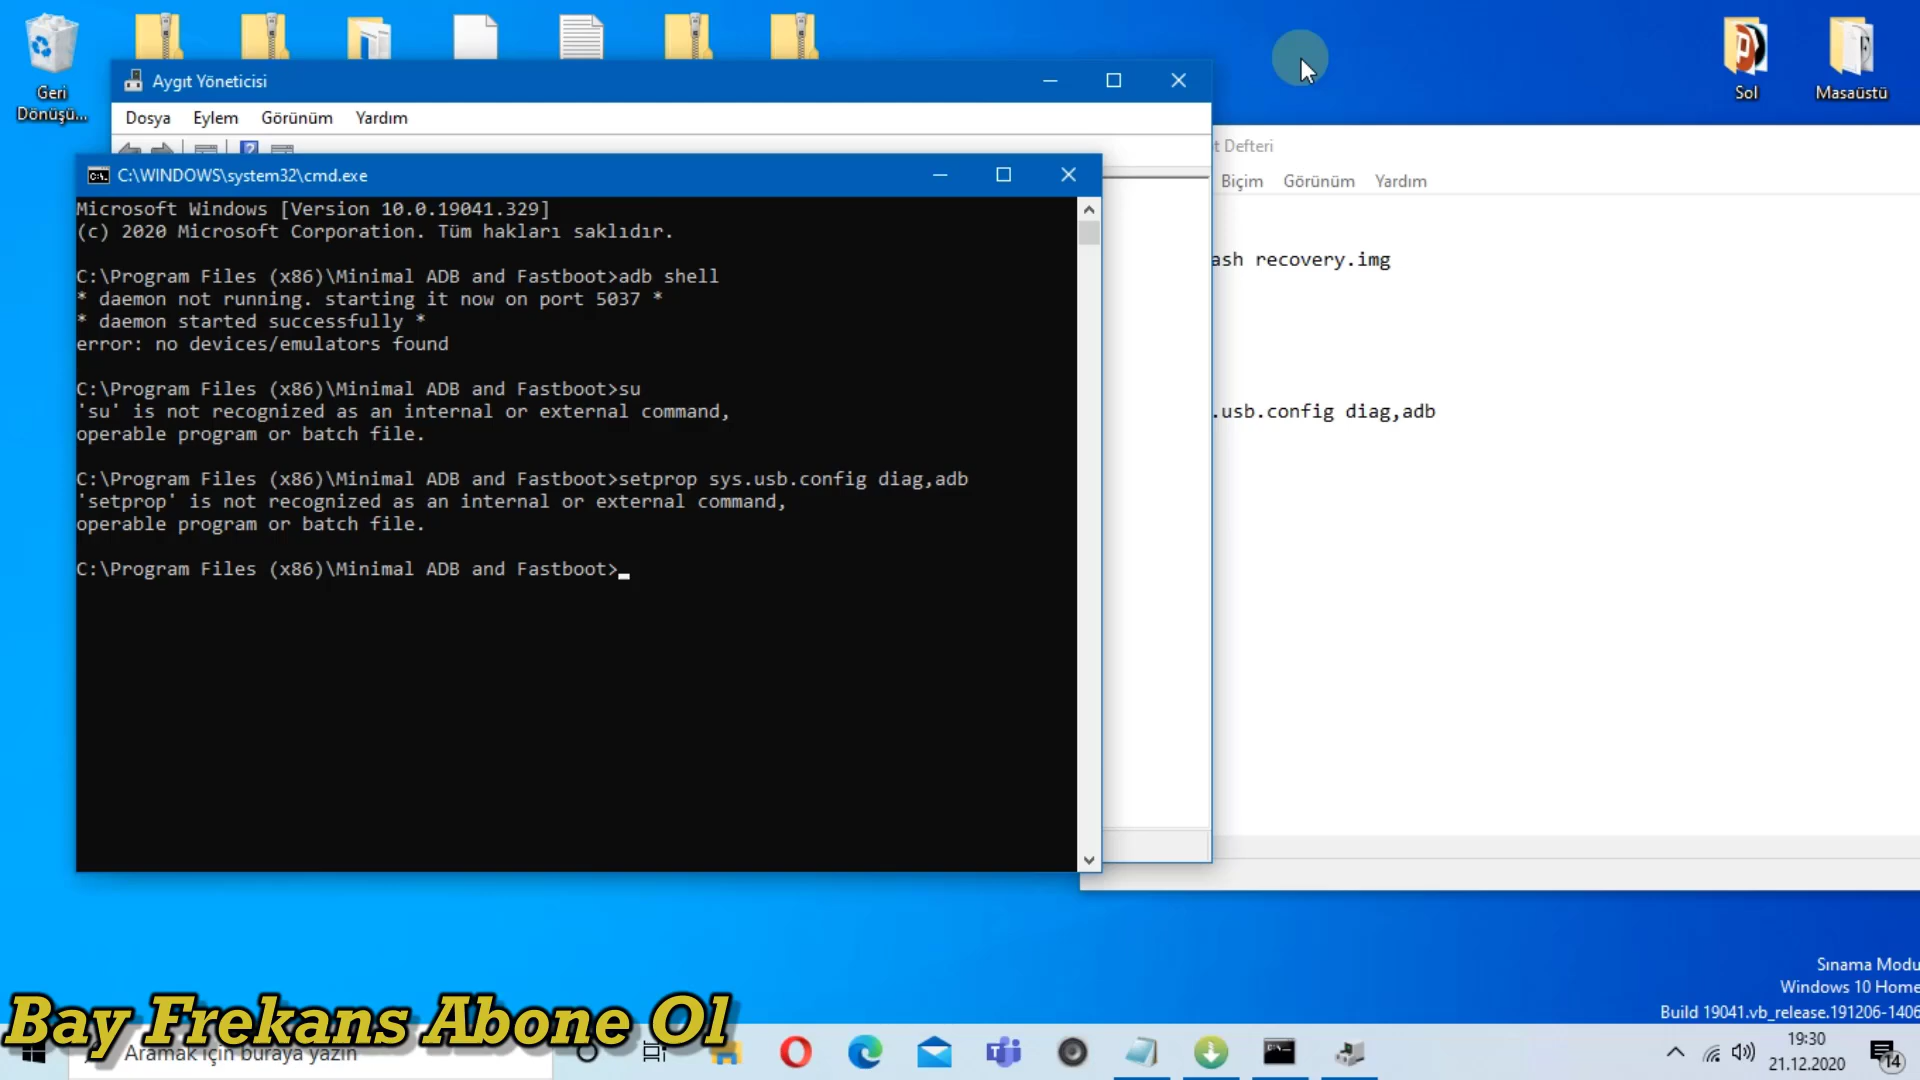 Geri
Dönüşü...
Sol
Masaüstü
Aygıt Yöneticisi
Dosya Eylem Görünüm Yardım
t Defteri
Biçim Görünüm Yardım
ash recovery.img
.usb.config diag,adb
C:\WINDOWS\system32\cmd.exe
Microsoft Windows [Version 10.0.19041.329]
(c) 2020 Microsoft Corporation. Tüm hakları saklıdır.
C:\Program Files (x86)\Minimal ADB and Fastboot>adb shell
* daemon not running. starting it now on port 5037 *
* daemon started successfully *
error: no devices/emulators found
C:\Program Files (x86)\Minimal ADB and Fastboot>su
'su' is not recognized as an internal or external command,
operable program or batch file.
C:\Program Files (x86)\Minimal ADB and Fastboot>setprop sys.usb.config diag,adb
'setprop' is not recognized as an internal or external command,
operable program or batch file.
C:\Program Files (x86)\Minimal ADB and Fastboot>
Sınama Modu
Windows 10 Home
Build 19041.vb_release.191206-1406
Bay Frekans Abone Ol
Aramak için buraya yazın
19:30
21.12.2020
14